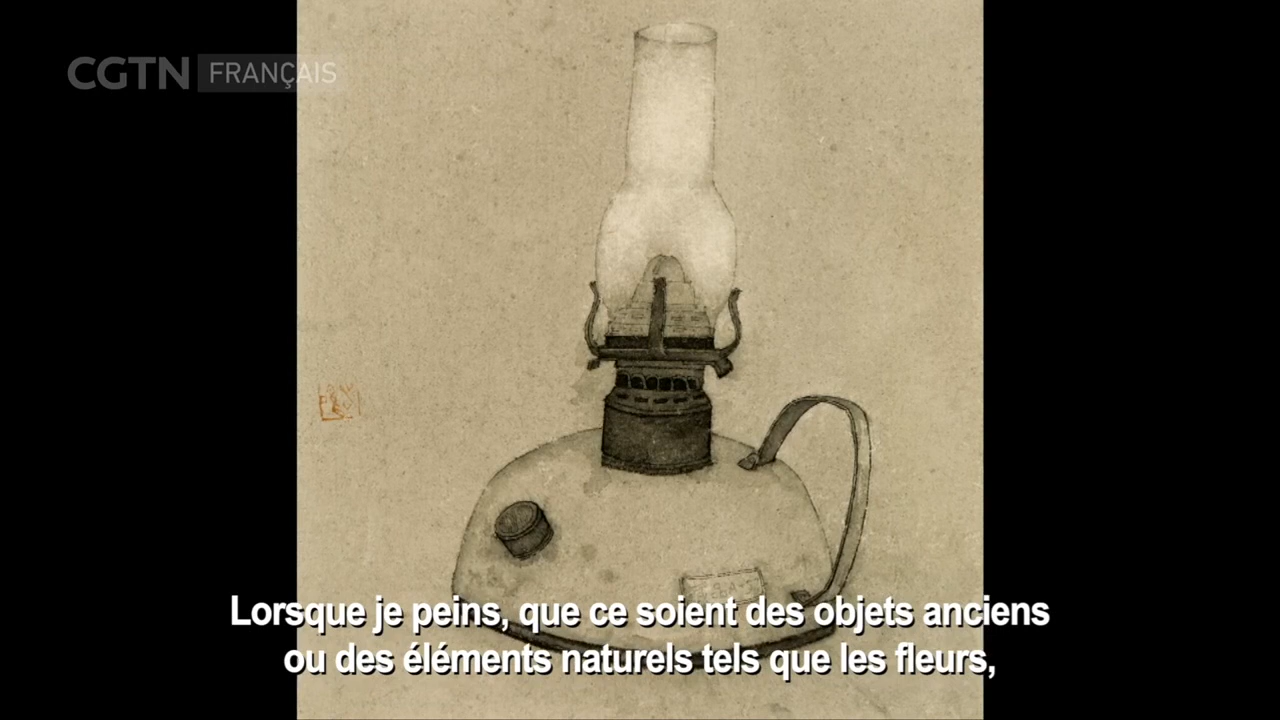 CGTN FRANÇAIS
Lorsque je peins, que ce soient des objets anciens
ou des éléments naturels tels que les fleurs,